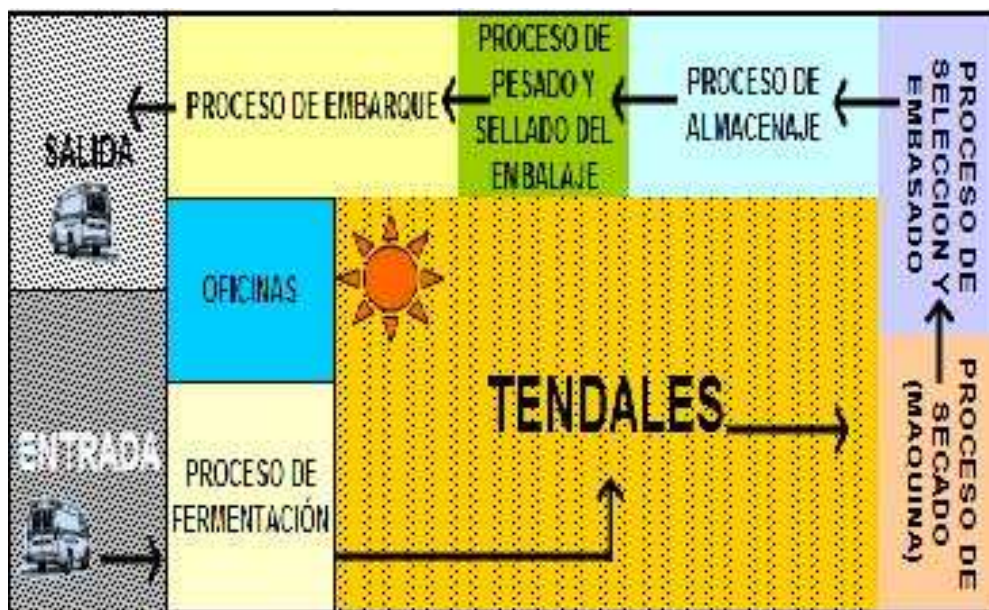 SALIDA
PROCESO DE EMBARQUE
PROCESO DE
PESADO Y
SELLADO DEL
EMBALAJE
PROCESO DE
ALMACENAJE
PROCESO DE
SELECCION Y
EMBASADO
OFICINAS
TENDALES
ENTRADA
PROCESO DE
FERMENTACIÓN
PROCESO DE
SECADO
(MAQUINA)